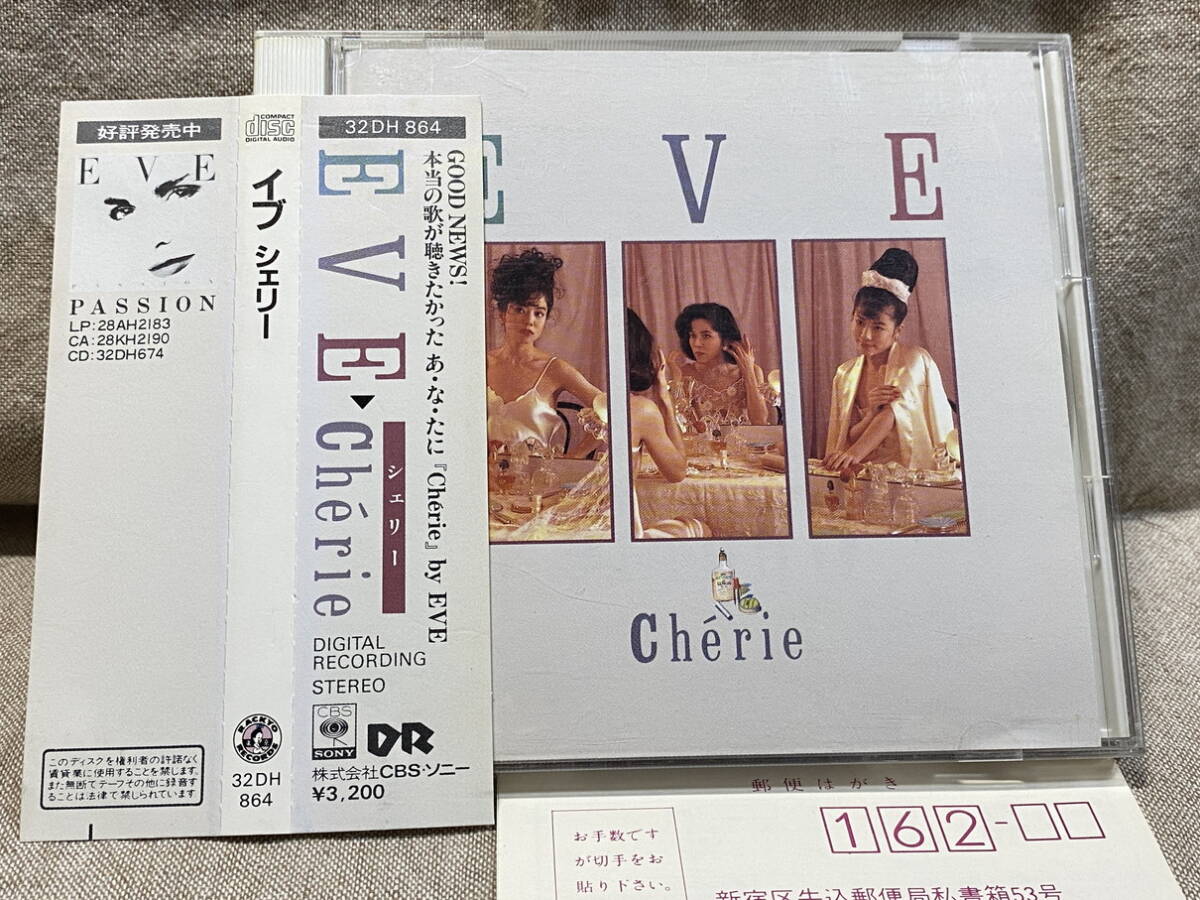 好評発売中
E V E
PASSION
PASSION
LP:28AH2183
CA:28KH2190
CD:32DH674
このディスクを権利者の許諾なく
賃貸業に使用することを禁じます。
また無断でテープその他に録音す
ることは法律で禁じられています
COMPACT
disc
DIGITAL AUDIO
イブ シェリー
RACKYO
RECORDS
32DH
864
32DH 864
GOOD NEWS!
本当の歌が聴きたかった あ・な・たに『Chérie』by EVE
EVE
Chérie
シェリー
DIGITAL
RECORDING
STEREO
CBS
SONY
DR
株式会社CBS・ソニー
¥3,200
E V E
Chérie
郵便はがき
162-
お手数です
が切手をお
貼り下さい。
新宿区牛込郵便局私書箱53号